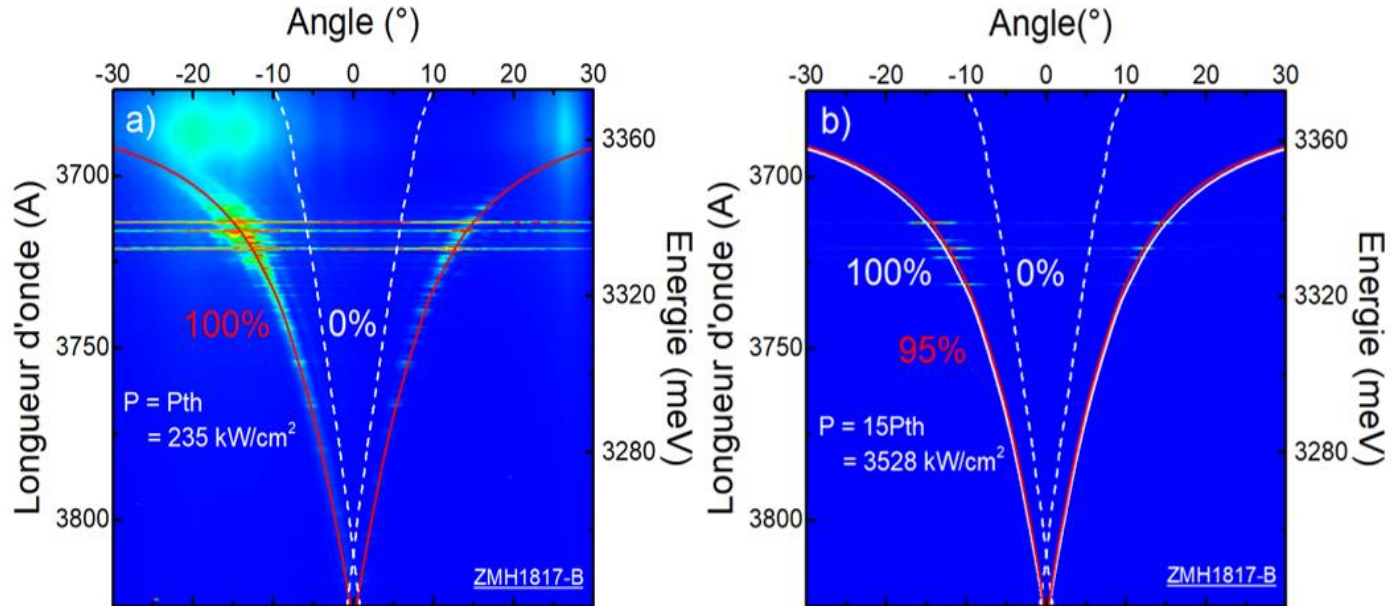 Angle (°)
-30 -20 -10 0 10 20 30
a)
3700
3750
3800
Longueur d'onde (A)
3360
3320
3280
Energie (meV)
100%
0%
P = Pth
= 235 kW/cm²
ZMH1817-B
Angle(°)
-30 -20 -10 0 10 20 30
b)
3700
3750
3800
Longueur d'onde (A)
3360
3320
3280
Energie (meV)
100%
0%
95%
P = 15Pth
= 3528 kW/cm²
ZMH1817-B